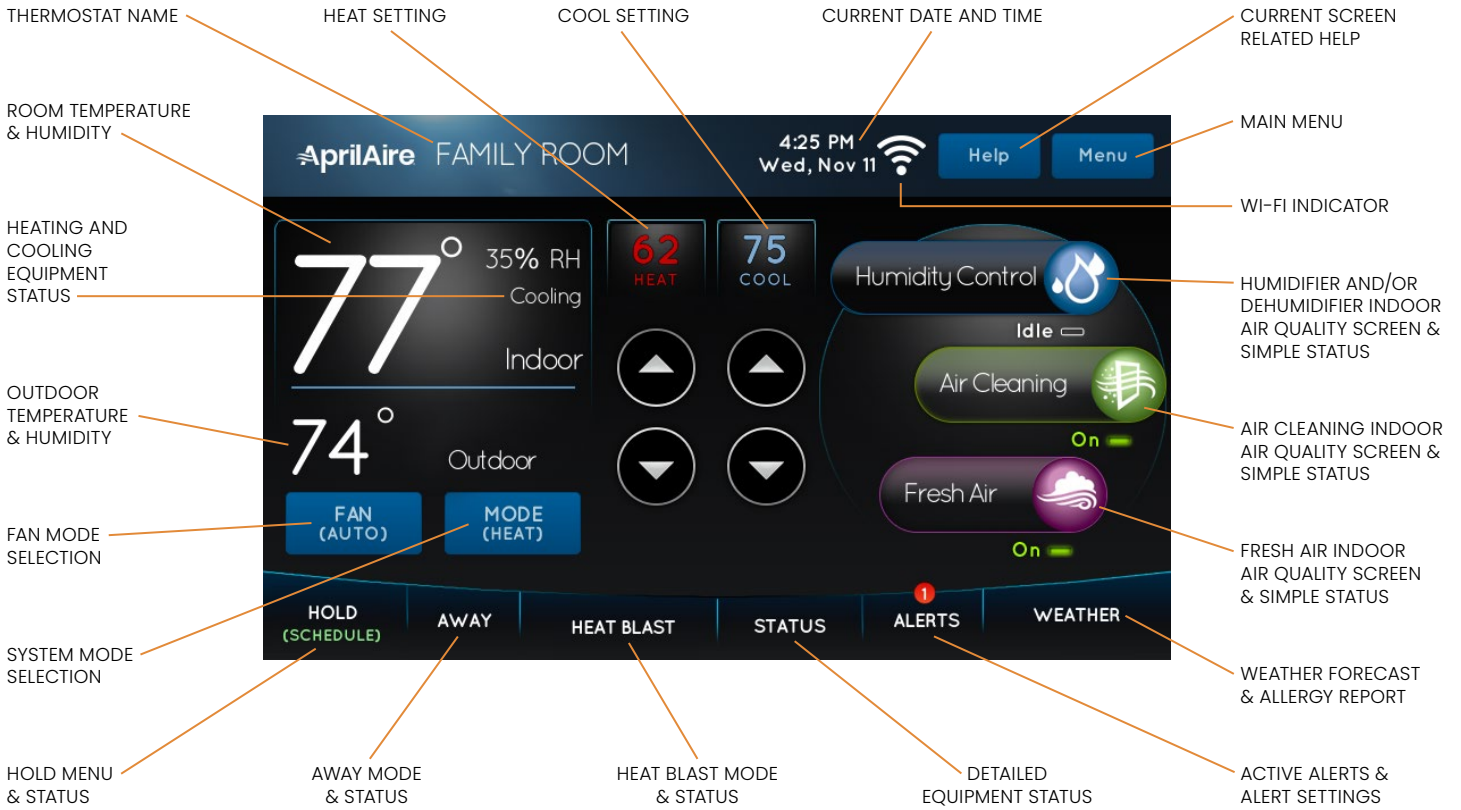 THERMOSTAT NAME
HEAT SETTING
COOL SETTING
CURRENT DATE AND TIME
CURRENT SCREEN
RELATED HELP
ROOM TEMPERATURE
& HUMIDITY
MAIN MENU
AprilAire FAMILY ROOM
4:25 PM
Wed, Nov 11
Help
Menu
WI-FI INDICATOR
HEATING AND
COOLING
EQUIPMENT
STATUS
77°
35% RH
Cooling
Indoor
62
HEAT
75
COOL
Humidity Control
Idle
HUMIDIFIER AND/OR
DEHUMIDIFIER INDOOR
AIR QUALITY SCREEN &
SIMPLE STATUS
Air Cleaning
On
OUTDOOR
TEMPERATURE
& HUMIDITY
74°
Outdoor
AIR CLEANING INDOOR
AIR QUALITY SCREEN &
SIMPLE STATUS
Fresh Air
On
FAN MODE
SELECTION
FAN
(AUTO)
MODE
(HEAT)
FRESH AIR INDOOR
AIR QUALITY SCREEN
& SIMPLE STATUS
HOLD
(SCHEDULE)
AWAY
HEAT BLAST
STATUS
1
ALERTS
WEATHER
SYSTEM MODE
SELECTION
WEATHER FORECAST
& ALLERGY REPORT
HOLD MENU
& STATUS
AWAY MODE
& STATUS
HEAT BLAST MODE
& STATUS
DETAILED
EQUIPMENT STATUS
ACTIVE ALERTS &
ALERT SETTINGS